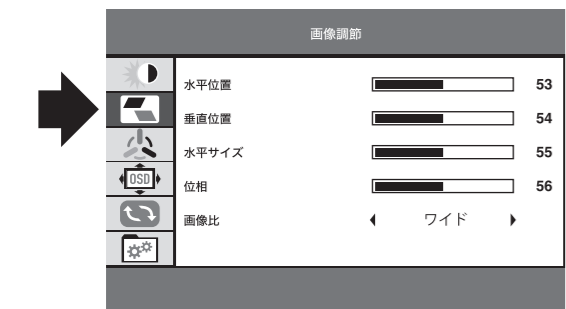 画像調節
水平位置 53
垂直位置 54
水平サイズ 55
OSD
位相 56
画像比 ワイド